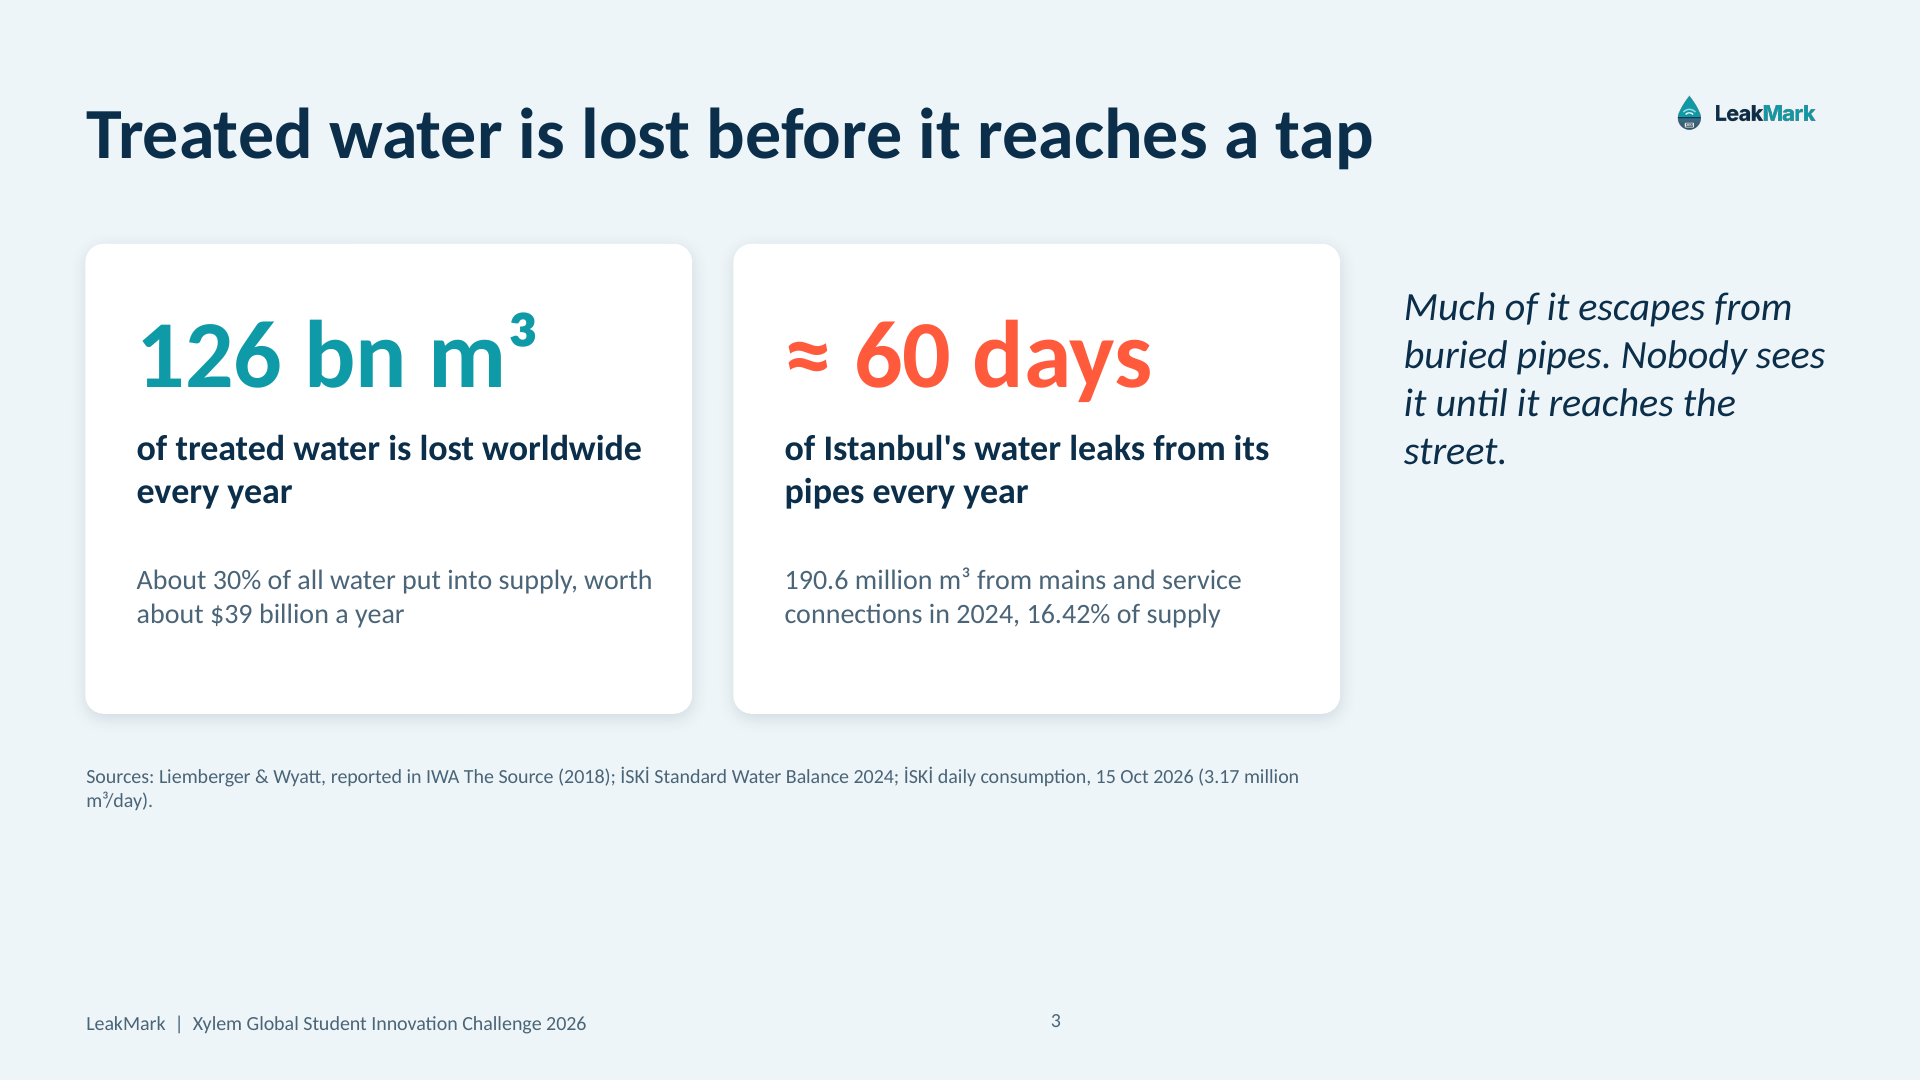 Treated water is lost before it reaches a tap
LeakMark
126 bn m³
of treated water is lost worldwide
every year
About 30% of all water put into supply, worth
about $39 billion a year
≈ 60 days
of Istanbul's water leaks from its
pipes every year
190.6 million m³ from mains and service
connections in 2024, 16.42% of supply
Much of it escapes from
buried pipes. Nobody sees
it until it reaches the
street.
Sources: Liemberger & Wyatt, reported in IWA The Source (2018); İSKİ Standard Water Balance 2024; İSKİ daily consumption, 15 Oct 2026 (3.17 million
m³/day).
LeakMark | Xylem Global Student Innovation Challenge 2026
3